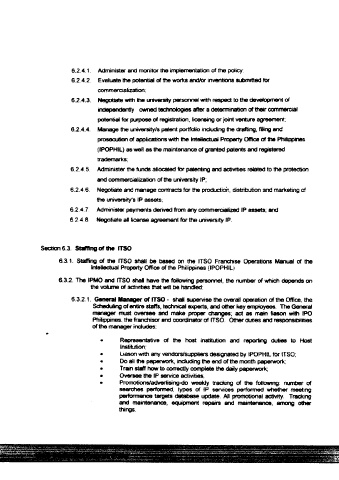 6.2.4.1. Administer and monitor the implementation of the policy;
6.2.4.2. Evaluate the potential of the works and/or inventions submitted for
commercialization;
6.2.4.3. Negotiate with the university personnel with respect to the development of
independently owned technologies after a determination of their commercial
potential for purpose of registration, licensing or joint venture agreement;
6.2.4.4. Manage the university's patent portfolio including the drafting, filing and
prosecution of applications with the Intellectual Property Office of the Philippines
(IPOPHIL) as well as the maintenance of granted patents and registered
trademarks;
6.2.4.5. Administer the funds allocated for patenting and activities related to the protection
and commercialization of the university IP;
6.2.4.6. Negotiate and manage contracts for the production, distribution and marketing of
the university's IP assets;
6.2.4.7. Administer payments derived from any commercialized IP assets; and
6.2.4.8. Negotiate all license agreement for the university IP.
Section 6.3. Staffing of the ITSO
6.3.1. Staffing of the ITSO shall be based on the ITSO Franchise Operations Manual of the
Intellectual Property Office of the Philippines (IPOPHIL)
6.3.2. The IPMO and ITSO shall have the following personnel, the number of which depends on
the volume of activities that will be handled:
6.3.2.1. General Manager of ITSO - shall supervise the overall operation of the Office, the
Scheduling of entire staffs, technical experts, and other key employees. The General
manager must oversee and make proper changes; act as main liason with IPO
Philippines, the franchisor and coordinator of ITSO. Other duties and responsibilities
of the manager includes:
• Representative of the host institution and reporting duties to Host
Institution;
• Liaison with any vendors/suppliers designated by IPOPHIL for ITSO;
• Do all the paperwork, including the end of the month paperwork;
• Train staff how to correctly complete the daily paperwork;
• Oversee the IP service activities;
• Promotions/advertising-do weekly tracking of the following: number of
searches performed, types of IP services performed whether meeting
performance targets database update. All promotional activity. Tracking
and maintenance, equipment repairs and maintenance, among other
things.